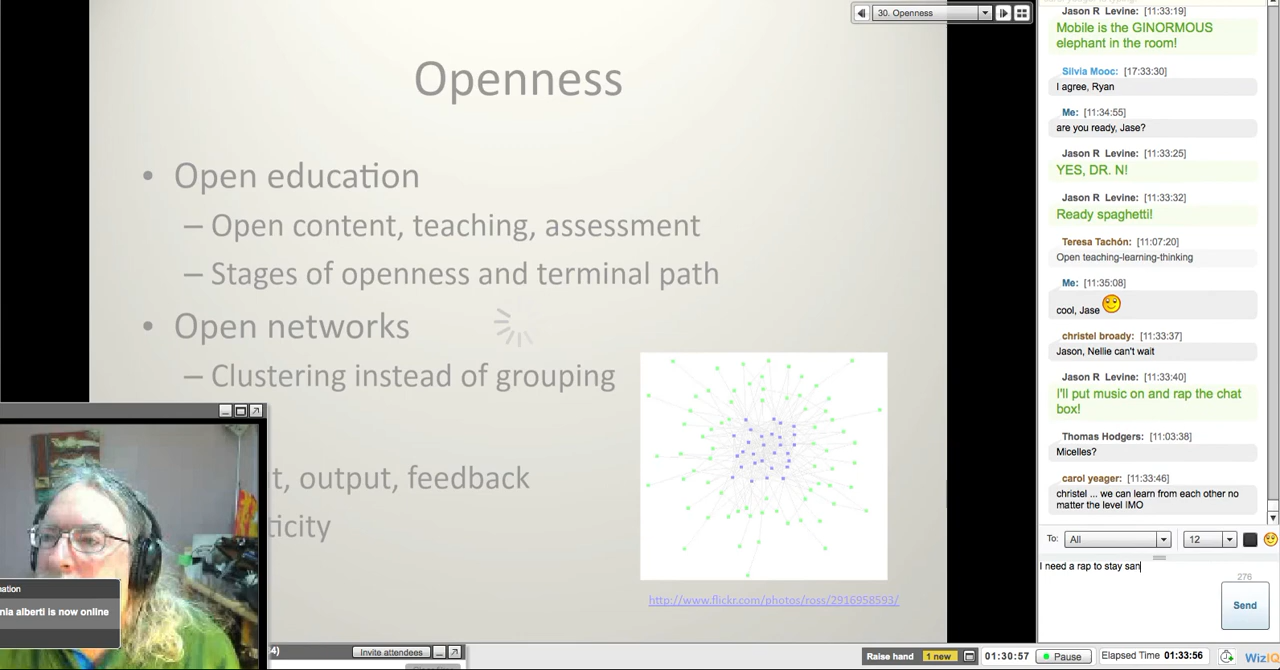 30. Openness
Openness
• Open education
– Open content, teaching, assessment
– Stages of openness and terminal path
• Open networks
– Clustering instead of grouping
t, output, feedback
ticity
http://www.flickr.com/photos/ross/2916958593/
ation
nia alberti is now online
4)
Invite attendees
Raise hand
1 new
01:30:57
Pause
Elapsed Time 01:33:56
WizIQ
Jason R Levine: [11:33:19]
Mobile is the GINORMOUS
elephant in the room!
Silvia Mooc: [17:33:30]
I agree, Ryan
Me: [11:34:55]
are you ready, Jase?
Jason R Levine: [11:33:25]
YES, DR. N!
Jason R Levine: [11:33:32]
Ready spaghetti!
Teresa Tachón: [11:07:20]
Open teaching-learning-thinking
Me: [11:35:08]
cool, Jase
christel broady: [11:33:37]
Jason, Nellie can't wait
Jason R Levine: [11:33:40]
I'll put music on and rap the chat
box!
Thomas Hodgers: [11:03:38]
Micelles?
carol yeager: [11:33:46]
christel ... we can learn from each other no
matter the level IMO
To: All
12
I need a rap to stay san
276
Send